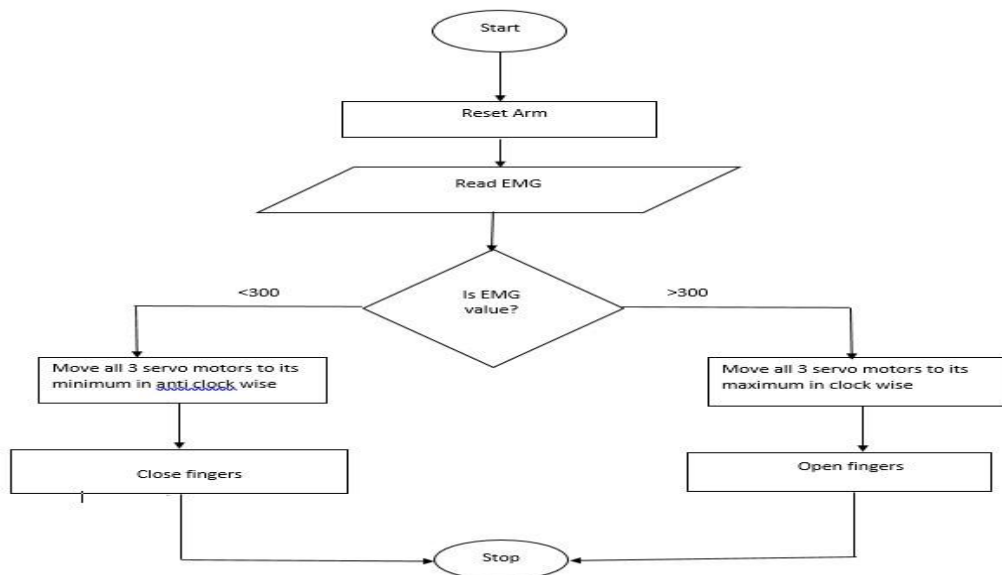 Start
Reset Arm
Read EMG
Is EMG
value?
<300
>300
Move all 3 servo motors to its
minimum in anti clock wise
Move all 3 servo motors to its
maximum in clock wise
Close fingers
Open fingers
Stop